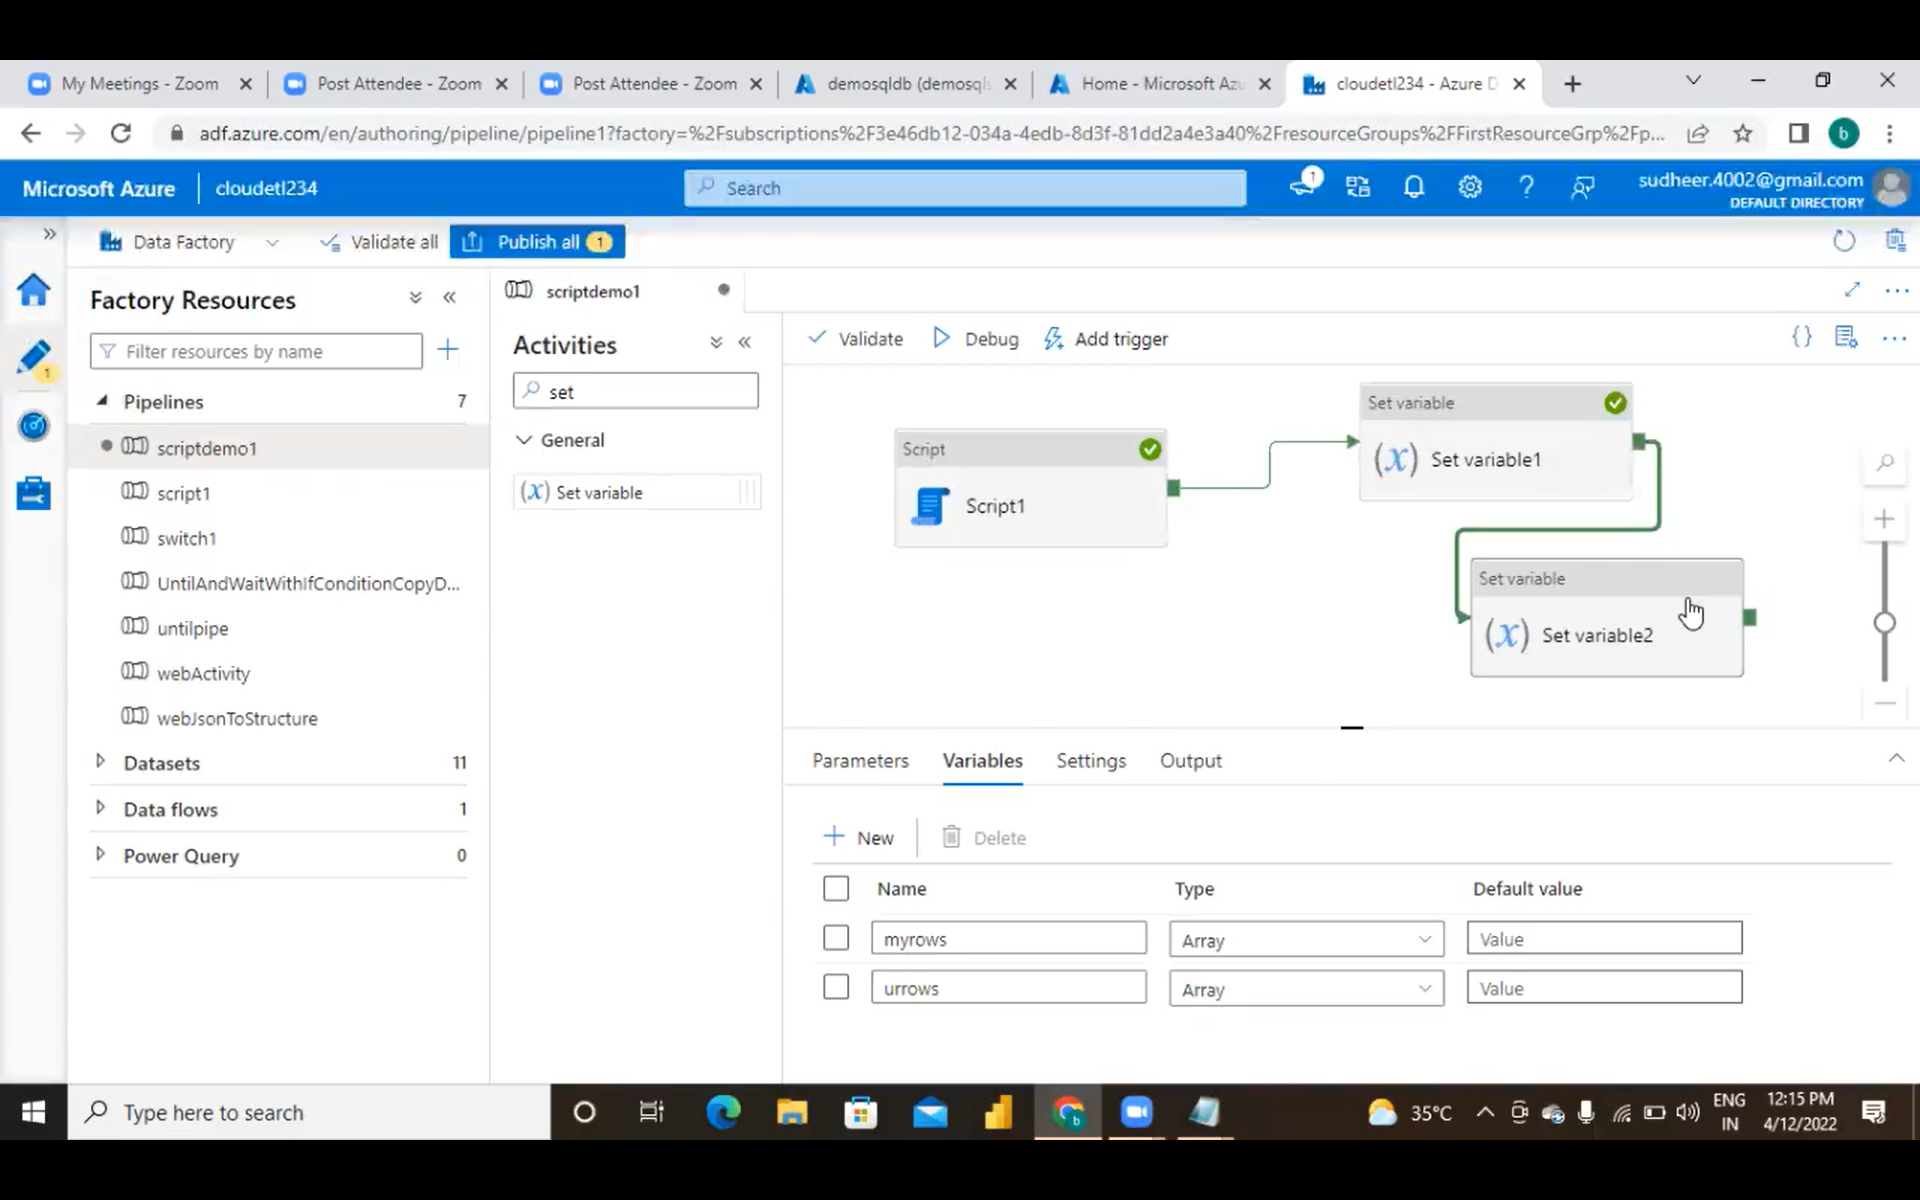 My Meetings - Zoom
Post Attendee - Zoom
Post Attendee - Zoom
demosqldb (demosqls
Home - Microsoft Azu
cloudetl234 - Azure D
adf.azure.com/en/authoring/pipeline/pipeline1?factory=%2Fsubscriptions%2F3e46db12-034a-4edb-8d3f-81dd2a4e3a40%2FresourceGroups%2FFirstResourceGrp%2Fp...
b
Microsoft Azure
cloudetl234
Search
1
sudheer.4002@gmail.com
DEFAULT DIRECTORY
Data Factory
Validate all
Publish all 1
Factory Resources
Filter resources by name
1
Pipelines 7
scriptdemo1
script1
switch1
UntilAndWaitWithIfConditionCopyD...
untilpipe
webActivity
webJsonToStructure
Datasets 11
Data flows 1
Power Query 0
scriptdemo1
Activities
set
General
(x) Set variable
Validate
Debug
Add trigger
{}
Script
Script1
Set variable
(x) Set variable1
Set variable
(x) Set variable2
Parameters
Variables
Settings
Output
New
Delete
Name Type Default value
myrows Array Value
urrows Array Value
Type here to search
35°C
ENG
IN
12:15 PM
4/12/2022